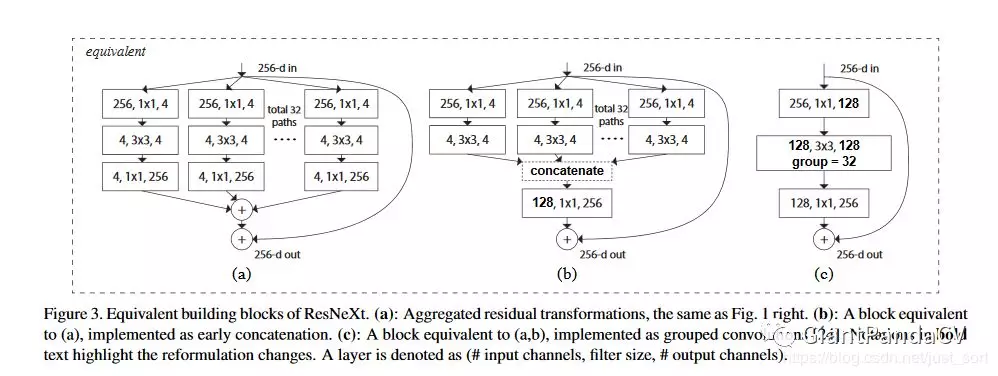 equivalent
256-d in
256, 1x1, 4
256, 1x1, 4
256, 1x1, 4
total 32
paths
4, 3x3, 4
4, 3x3, 4
4, 3x3, 4
4, 1x1, 256
4, 1x1, 256
4, 1x1, 256
256-d out
(a)
256-d in
256, 1x1, 4
256, 1x1, 4
256, 1x1, 4
total 32
paths
4, 3x3, 4
4, 3x3, 4
4, 3x3, 4
concatenate
128, 1x1, 256
256-d out
(b)
256-d in
256, 1x1, 128
128, 3x3, 128
group = 32
128, 1x1, 256
256-d out
(c)
Figure 3. Equivalent building blocks of ResNeXt. (a): Aggregated residual transformations, the same as Fig. 1 right. (b): A block equivalent
to (a), implemented as early concatenation. (c): A block equivalent to (a,b), implemented as grouped
text highlight the reformulation changes. A layer is denoted as (# input channels, filter size, # output channels).
GiantPandaCV
https://blog.csdn.net/just_sort